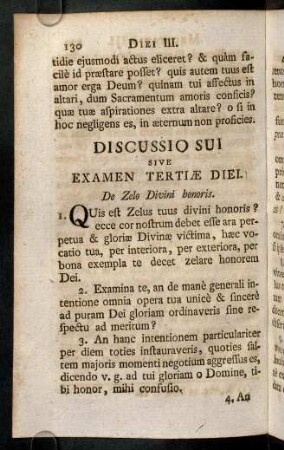 130 DIEI III.
tidie ejusmodi actus eliceret? & quàm fa-
cilè id præstare posset? quis autem tuus est
amor erga Deum? quinam tui affectus in
altari, dum Sacramentum amoris conficis?
quæ tuæ aspirationes extra altare? o si in
hoc negligens es, in æternum non proficies.
DISCUSSIO SUI
SIVE
EXAMEN TERTIÆ DIEI.
De Zelo Divini honoris.
1. QUis est Zelus tuus divini honoris?
ecce cor nostrum debet esse ara per-
petua & gloriæ Divinæ victima, hæc vo-
catio tua, per interiora, per exteriora, per
bona exempla te decet zelare honorem
Dei.
2. Examina te, an de manè generali in-
tentione omnia opera tua unicè & sincerè
ad puram Dei gloriam ordinaveris sine re-
spectu ad meritum?
3. An hanc intentionem particulariter
per diem toties instauraveris, quoties sal-
tem majoris momenti negotium aggressus es,
dicendo v. g. ad tui gloriam o Domine, ti-
bi honor, mihi confusio.
4. An